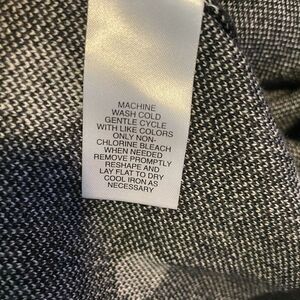 MACHINE
WASH COLD
GENTLE CYCLE
WITH LIKE COLORS
ONLY NON-
CHLORINE BLEACH
WHEN NEEDED
REMOVE PROMPTLY
RESHAPE AND
LAY FLAT TO DRY
COOL IRON AS
NECESSARY